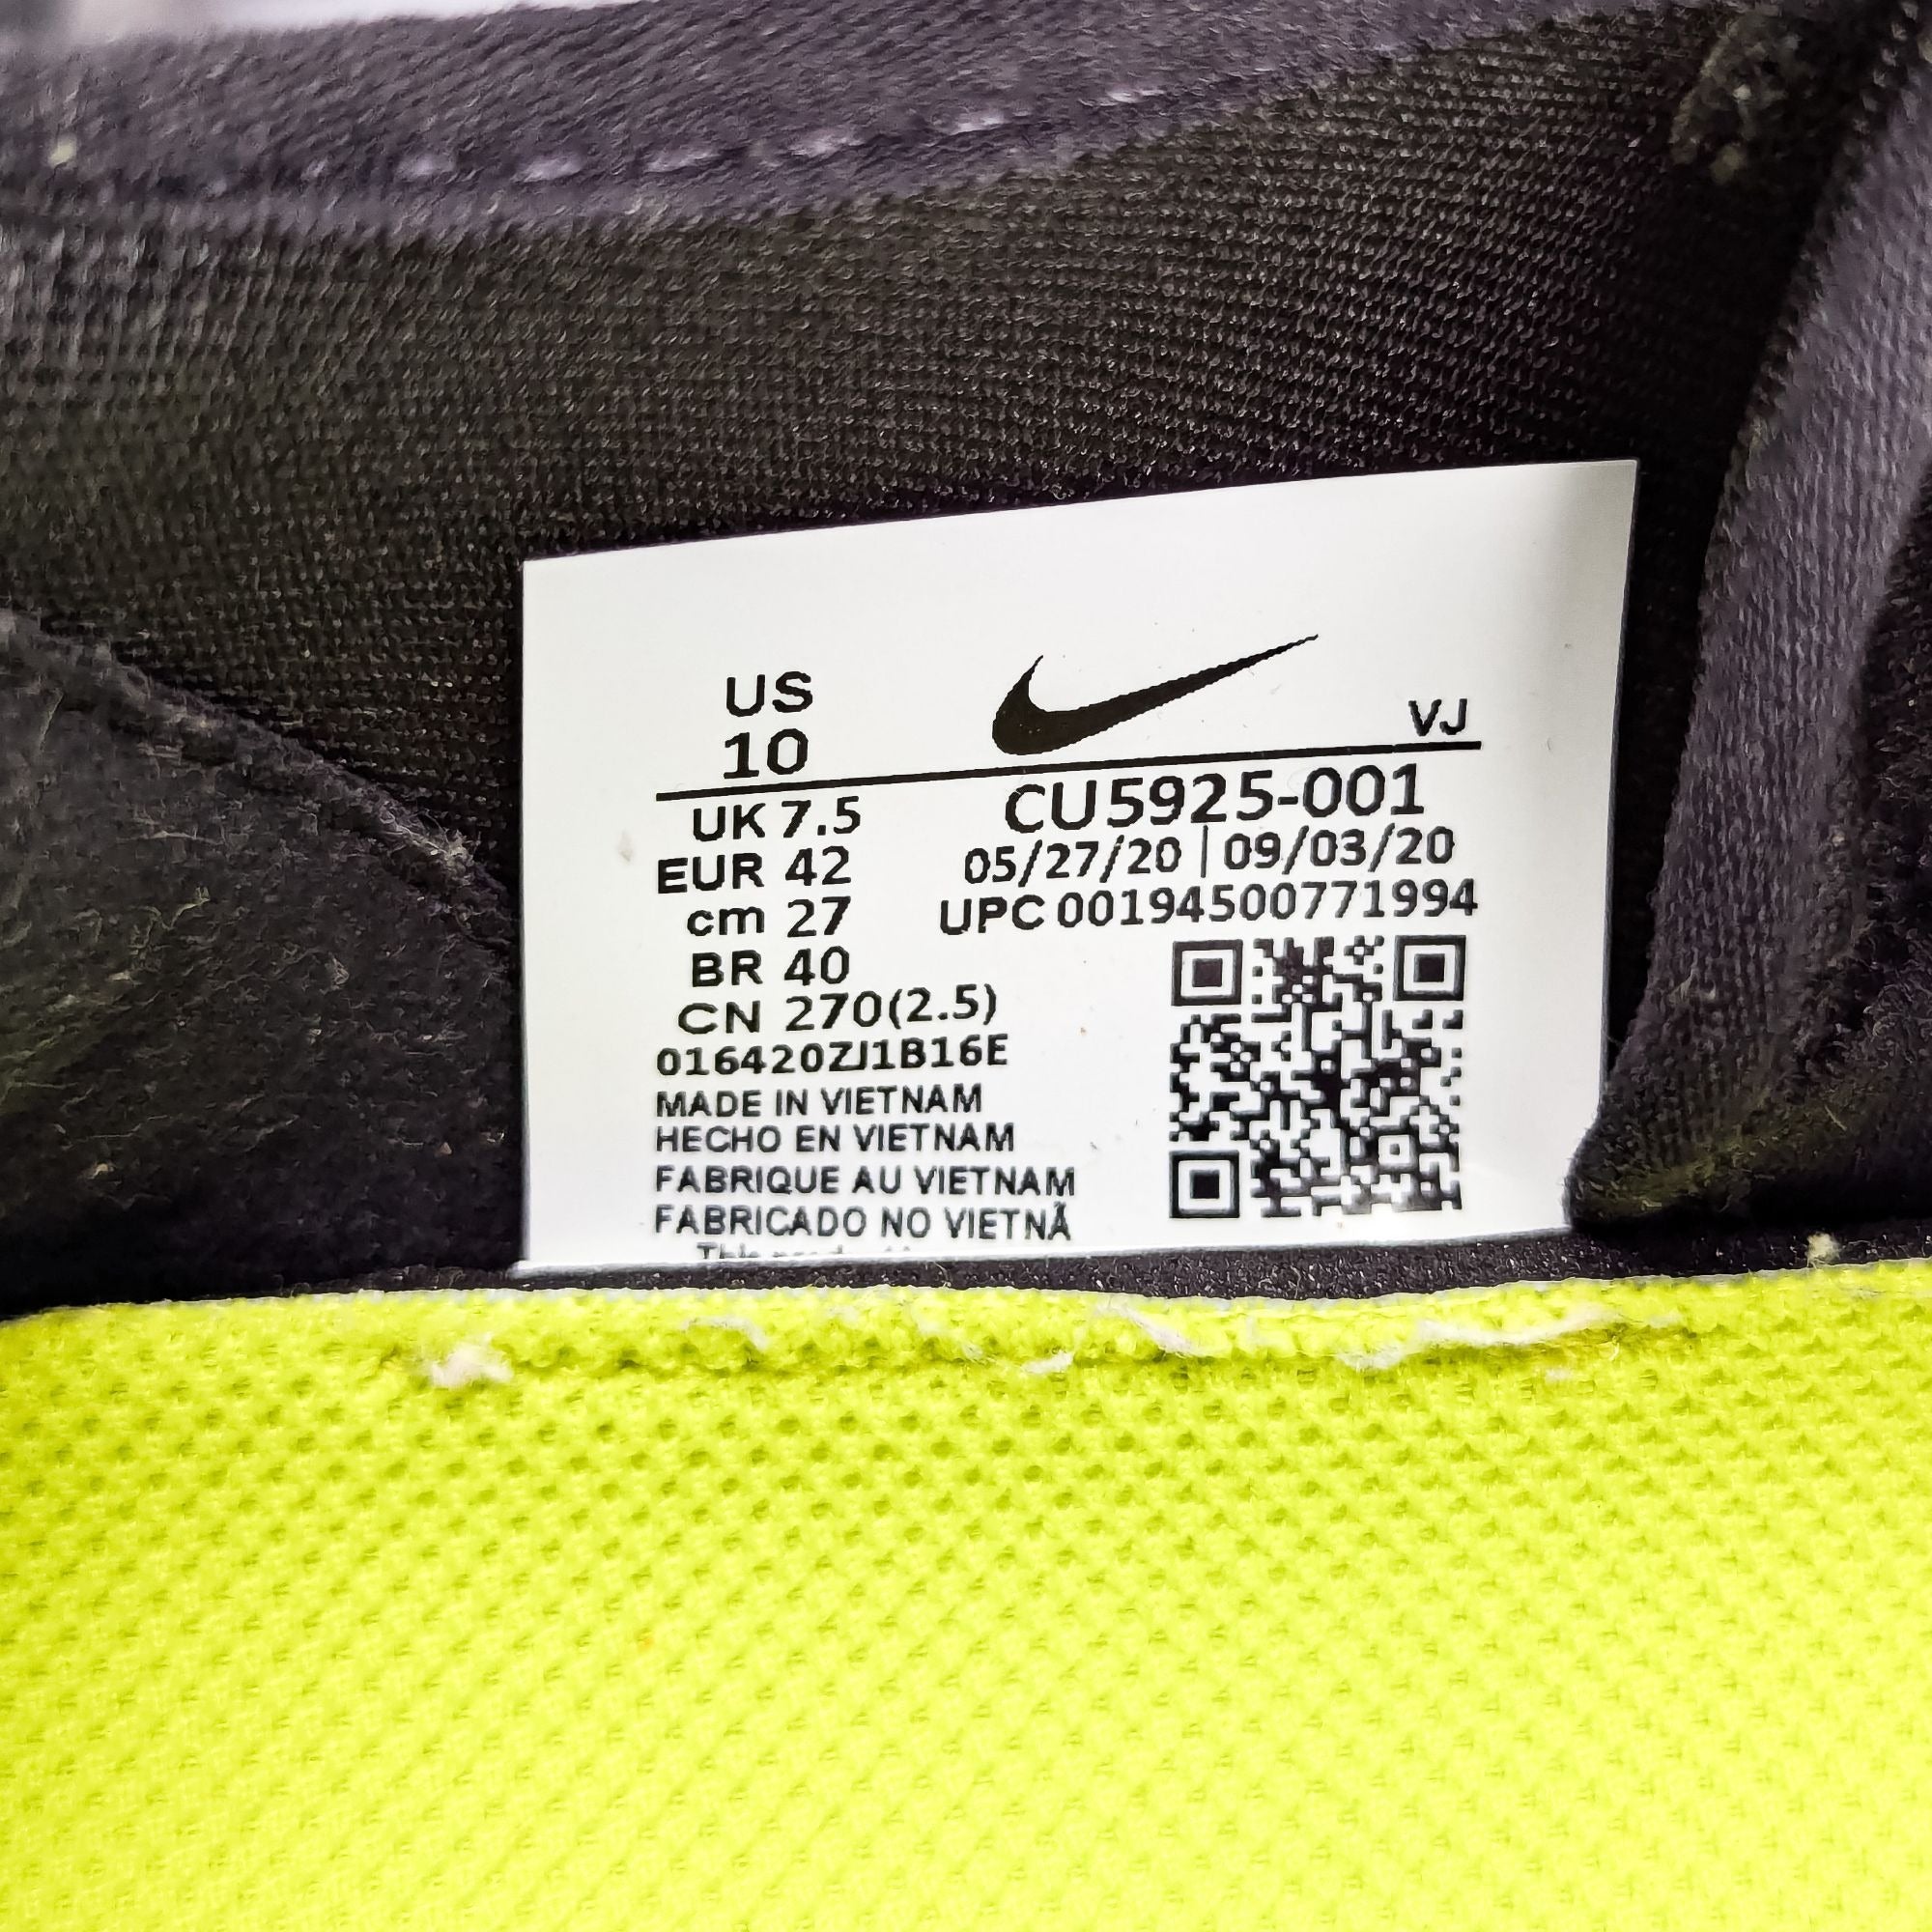 US
10
VJ
UK 7.5
EUR 42
cm 27
BR 40
CN 270(2.5)
CU5925-001
05/27/20 | 09/03/20
UPC 00194500771994
016420ZJ1B16E
MADE IN VIETNAM
HECHO EN VIETNAM
FABRIQUE AU VIETNAM
FABRICADO NO VIETNÃ
This